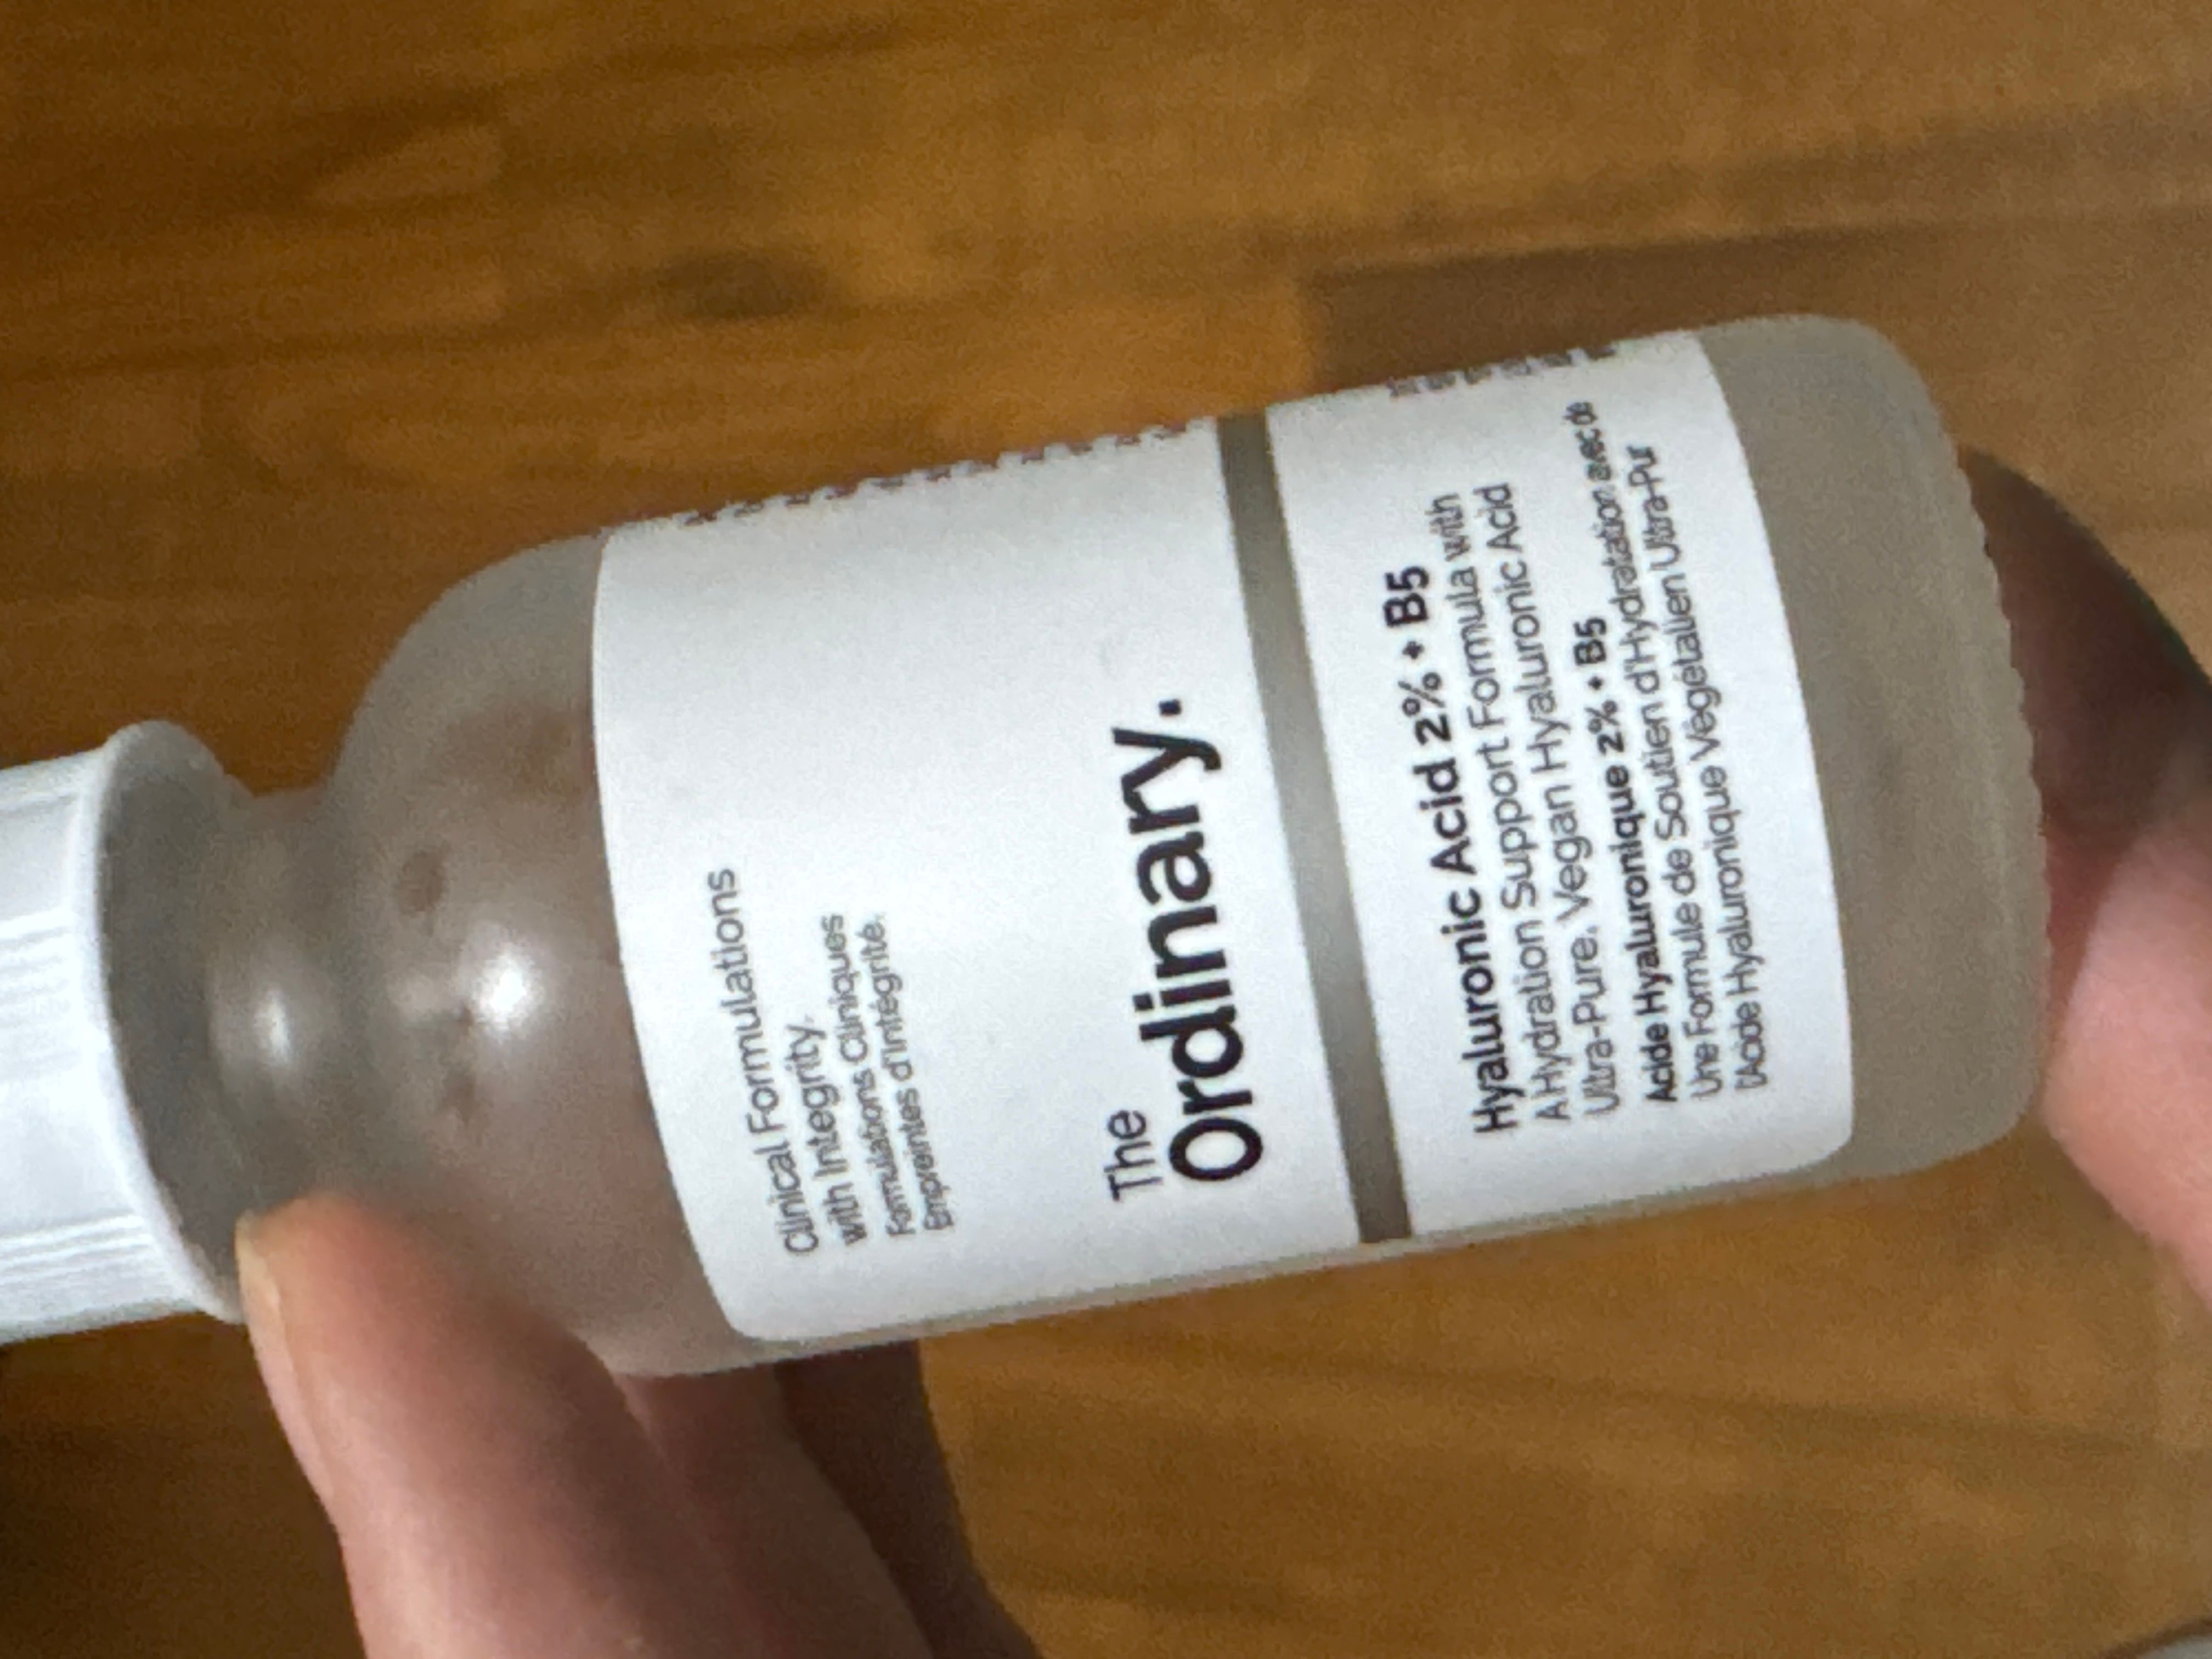 Clinical Formulations
with Integrity.
Formulations Cliniques
Empreintes d'Intégrité.
The
Ordinary.
Hyaluronic Acid 2% + B5
A Hydration Support Formula with
Ultra-Pure, Vegan Hyaluronic Acid
Acide Hyaluronique 2% + B5
Une Formule de Soutien d'Hydratation avec de
l'Acide Hyaluronique Végétalien Ultra-Pur